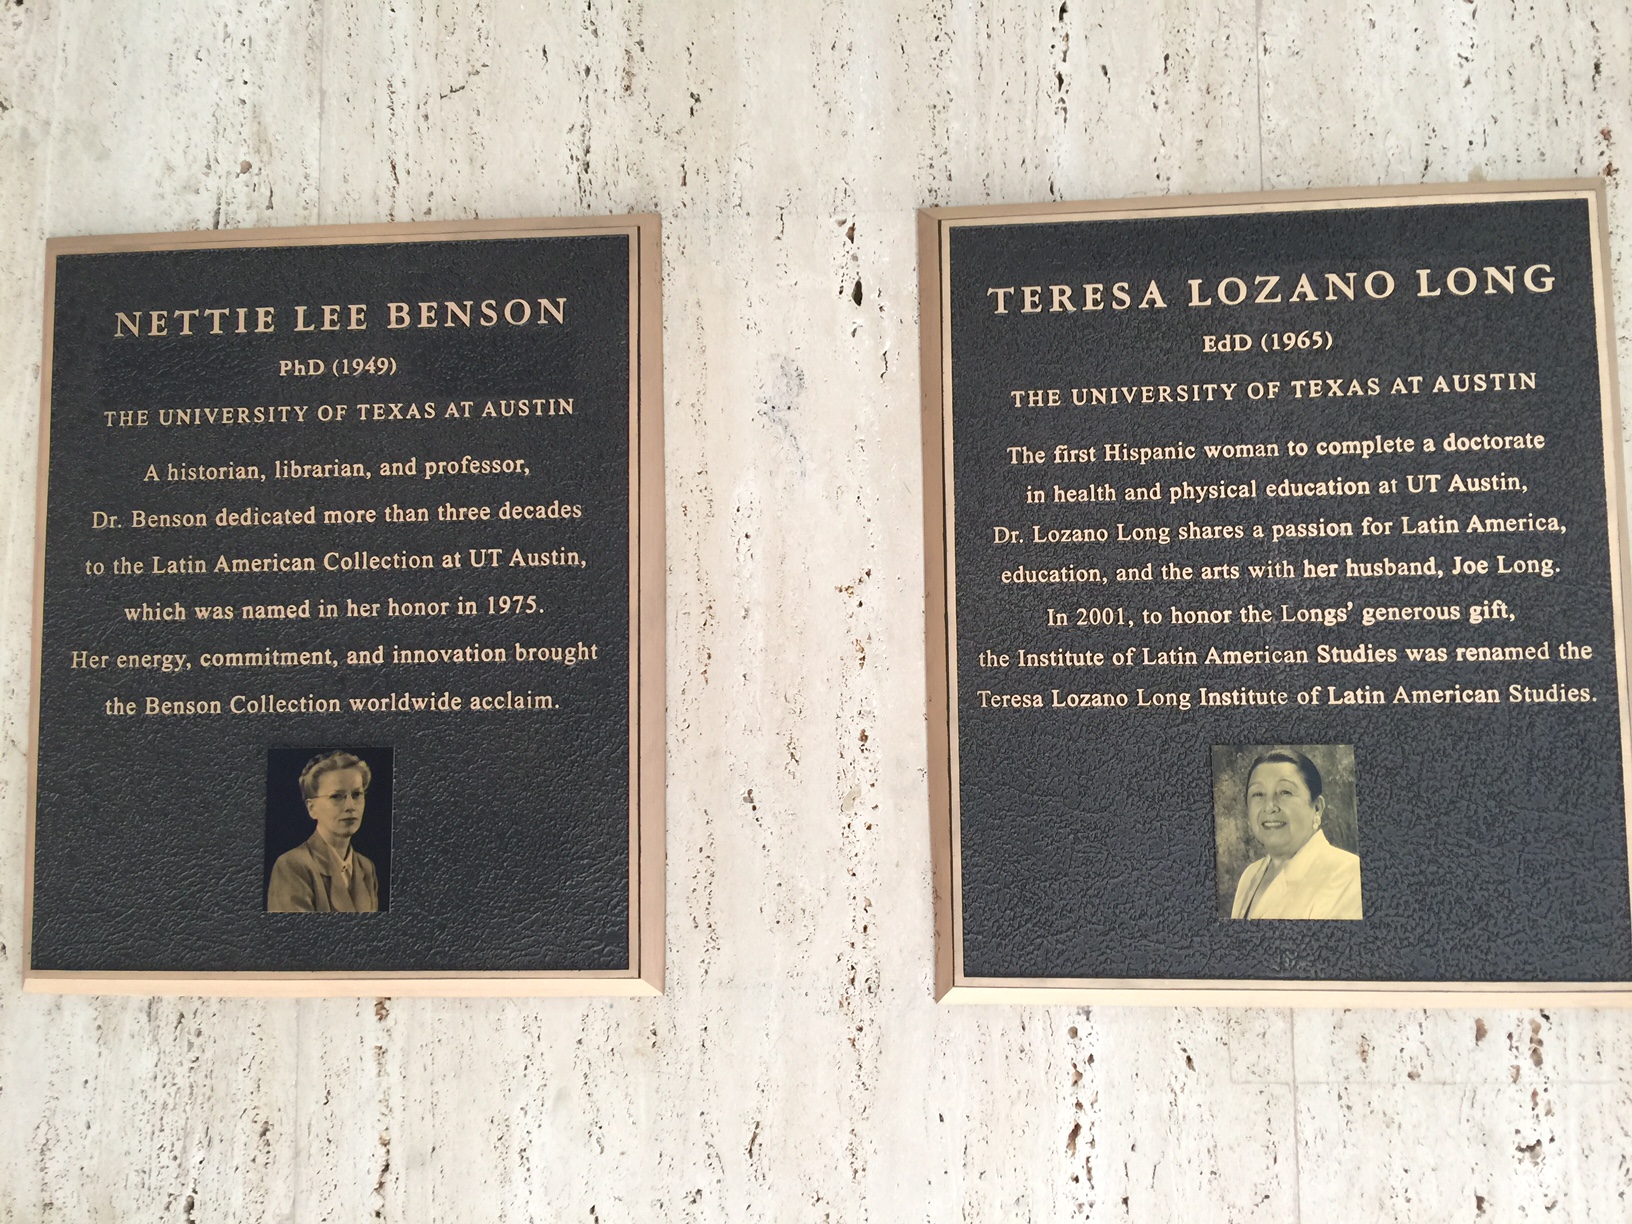 NETTIE LEE BENSON
PhD (1949)
THE UNIVERSITY OF TEXAS AT AUSTIN
A historian, librarian, and professor,
Dr. Benson dedicated more than three decades
to the Latin American Collection at UT Austin,
which was named in her honor in 1975.
Her energy, commitment, and innovation brought
the Benson Collection worldwide acclaim.
TERESA LOZANO LONG
EdD (1965)
THE UNIVERSITY OF TEXAS AT AUSTIN
The first Hispanic woman to complete a doctorate
in health and physical education at UT Austin,
Dr. Lozano Long shares a passion for Latin America,
education, and the arts with her husband, Joe Long.
In 2001, to honor the Longs’ generous gift,
the Institute of Latin American Studies was renamed the
Teresa Lozano Long Institute of Latin American Studies.